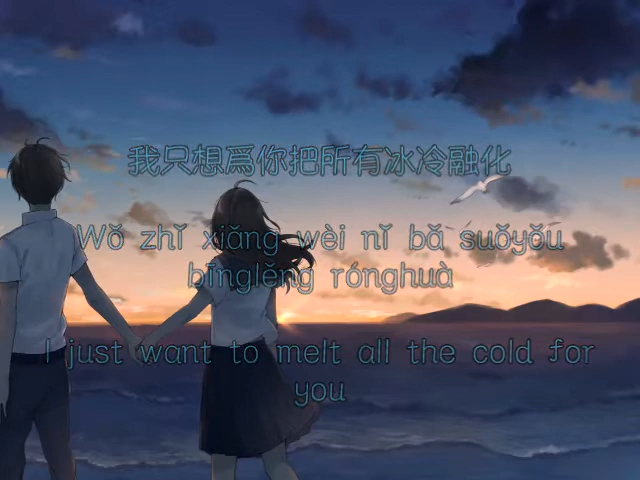 我只想爲你把所有冰冷融化
Wǒ zhǐ xiǎng wèi nǐ bǎ suǒyǒu
bīnglěng rónghuà
I just want to melt all the cold for
you